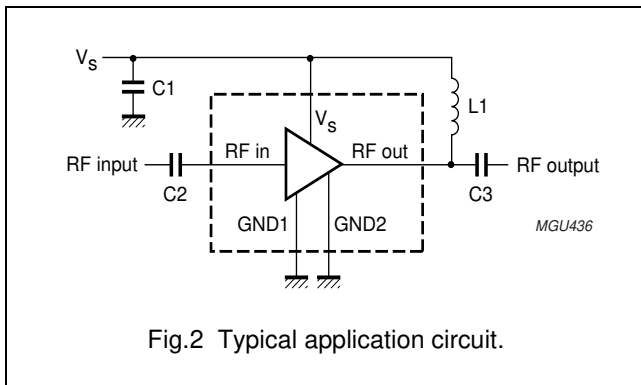 V_S
C1
L1
V_S
RF input
RF in
RF out
RF output
C2
C3
GND1
GND2
MGU436
Fig.2 Typical application circuit.